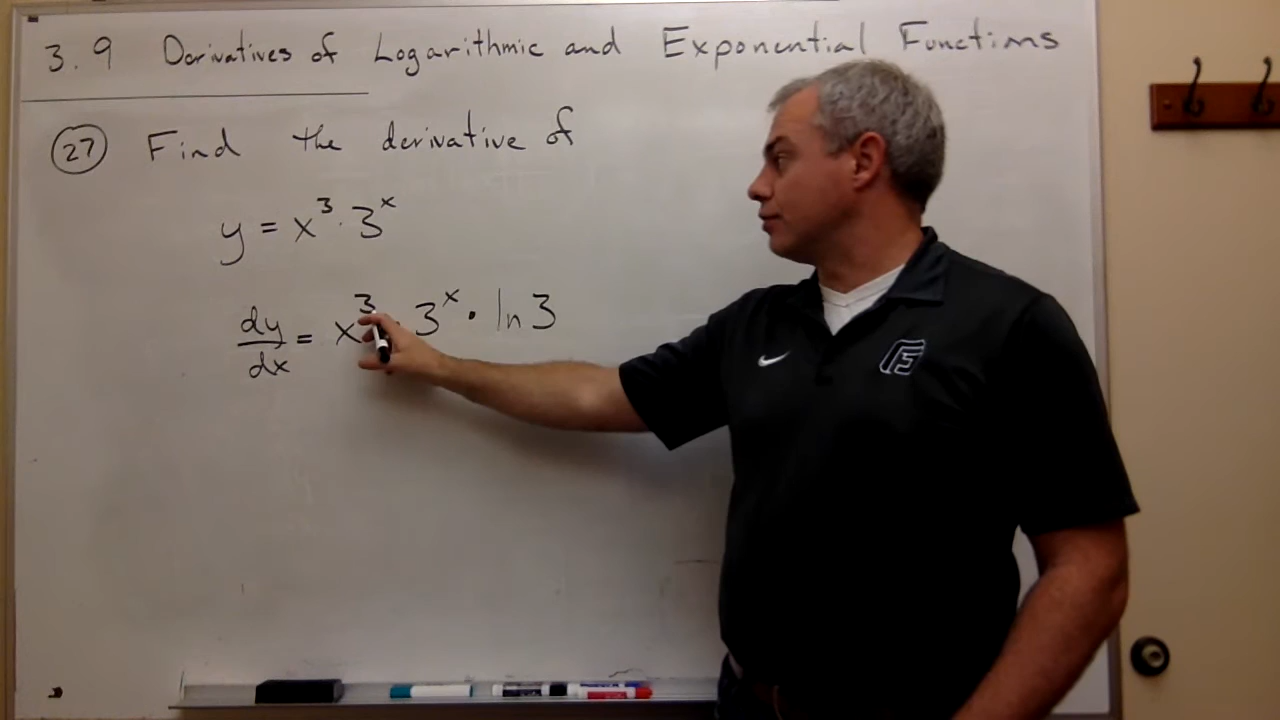 3.9 Derivatives of Logarithmic and Exponential Functions
27 Find the derivative of
y = x³ · 3ˣ
dy/dx = x³ · 3ˣ · ln 3